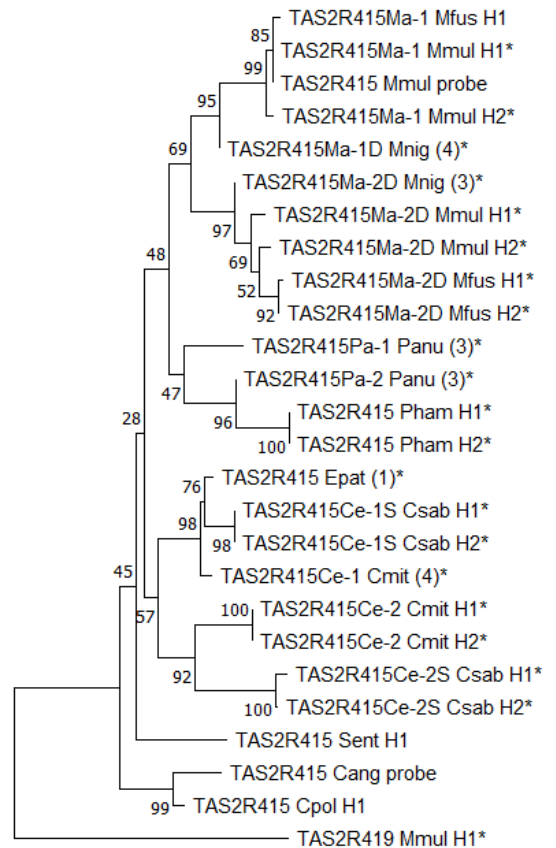 TAS2R415Ma-1 Mfus H1
85
TAS2R415Ma-1 Mmul H1*
99
TAS2R415 Mmul probe
95
TAS2R415Ma-1 Mmul H2*
69
TAS2R415Ma-1D Mnig (4)*
TAS2R415Ma-2D Mnig (3)*
97
TAS2R415Ma-2D Mmul H1*
48
69
TAS2R415Ma-2D Mmul H2*
52
TAS2R415Ma-2D Mfus H1*
92
TAS2R415Ma-2D Mfus H2*
TAS2R415Pa-1 Panu (3)*
47
TAS2R415Pa-2 Panu (3)*
28
96
TAS2R415 Pham H1*
100
TAS2R415 Pham H2*
76
TAS2R415 Epat (1)*
98
TAS2R415Ce-1S Csab H1*
98
TAS2R415Ce-1S Csab H2*
45
TAS2R415Ce-1 Cmit (4)*
57
100
TAS2R415Ce-2 Cmit H1*
TAS2R415Ce-2 Cmit H2*
92
TAS2R415Ce-2S Csab H1*
100
TAS2R415Ce-2S Csab H2*
TAS2R415 Sent H1
TAS2R415 Cang probe
99
TAS2R415 Cpol H1
TAS2R419 Mmul H1*